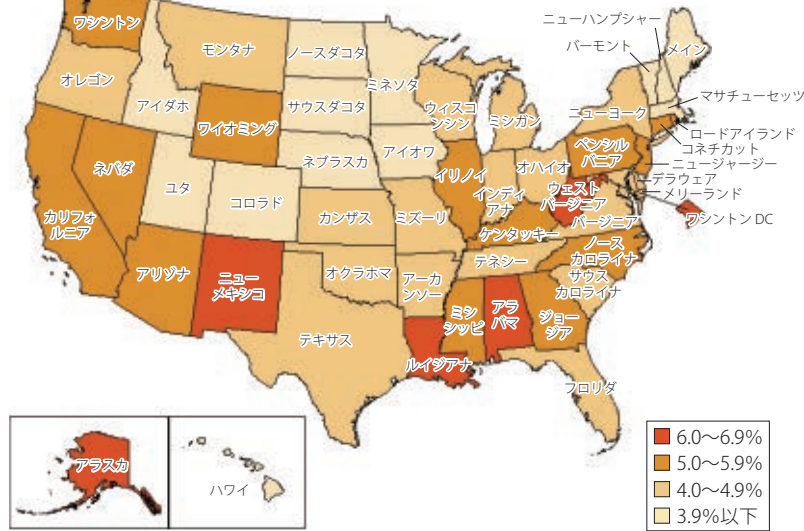 ワシントン
モンタナ
ノースダコタ
ミネソタ
ニューハンプシャー
バーモント
メイン
オレゴン
アイダホ
サウスダコタ
ウィスコ
ンシン
ミシガン
ニューヨーク
マサチューセッツ
ワイオミング
ロードアイランド
コネチカット
ネバダ
ネブラスカ
アイオワ
イリノイ
インディ
アナ
オハイオ
ペンシル
バニア
ニュージャージー
デラウェア
メリーランド
ユタ
コロラド
カリフォ
ルニア
カンザス
ミズーリ
ウェスト
バージニア
バージニア
ワシントン DC
ケンタッキー
ノース
カロライナ
アリゾナ
ニュー
メキシコ
オクラホマ
アーカ
ンソー
テネシー
サウス
カロライナ
テキサス
ミシ
シッピ
アラ
バマ
ジョー
ジア
ルイジアナ
フロリダ
アラスカ
ハワイ
6.0〜6.9%
5.0〜5.9%
4.0〜4.9%
3.9%以下